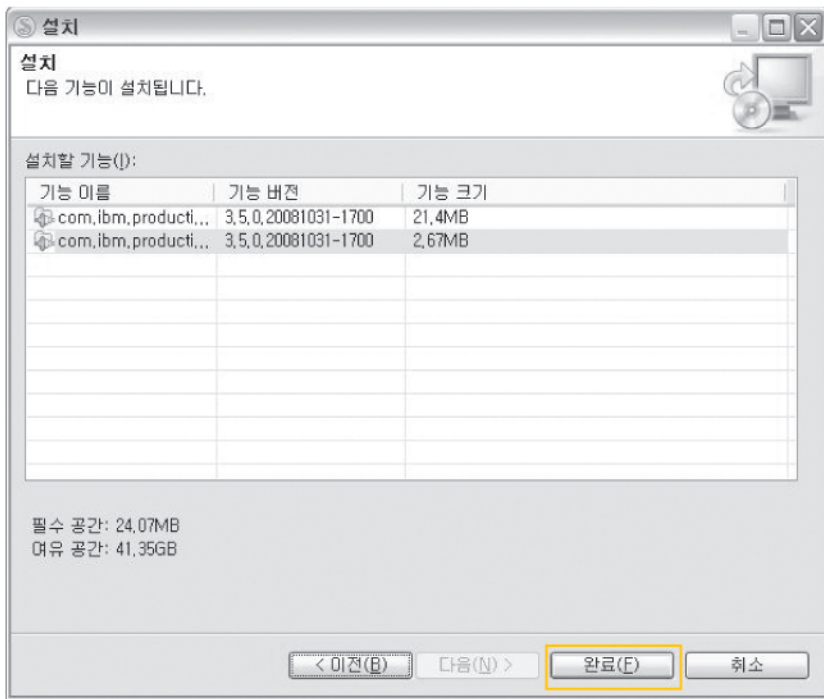 설치
설치
다음 기능이 설치됩니다.
설치할 기능(I):
기능 이름 기능 버전 기능 크기
com.ibm.producti... 3.5.0.20081031-1700 21.4MB
com.ibm.producti... 3.5.0.20081031-1700 2.67MB
필수 공간: 24.07MB
여유 공간: 41.35GB
< 이전(B) 다음(N) > 완료(F) 취소